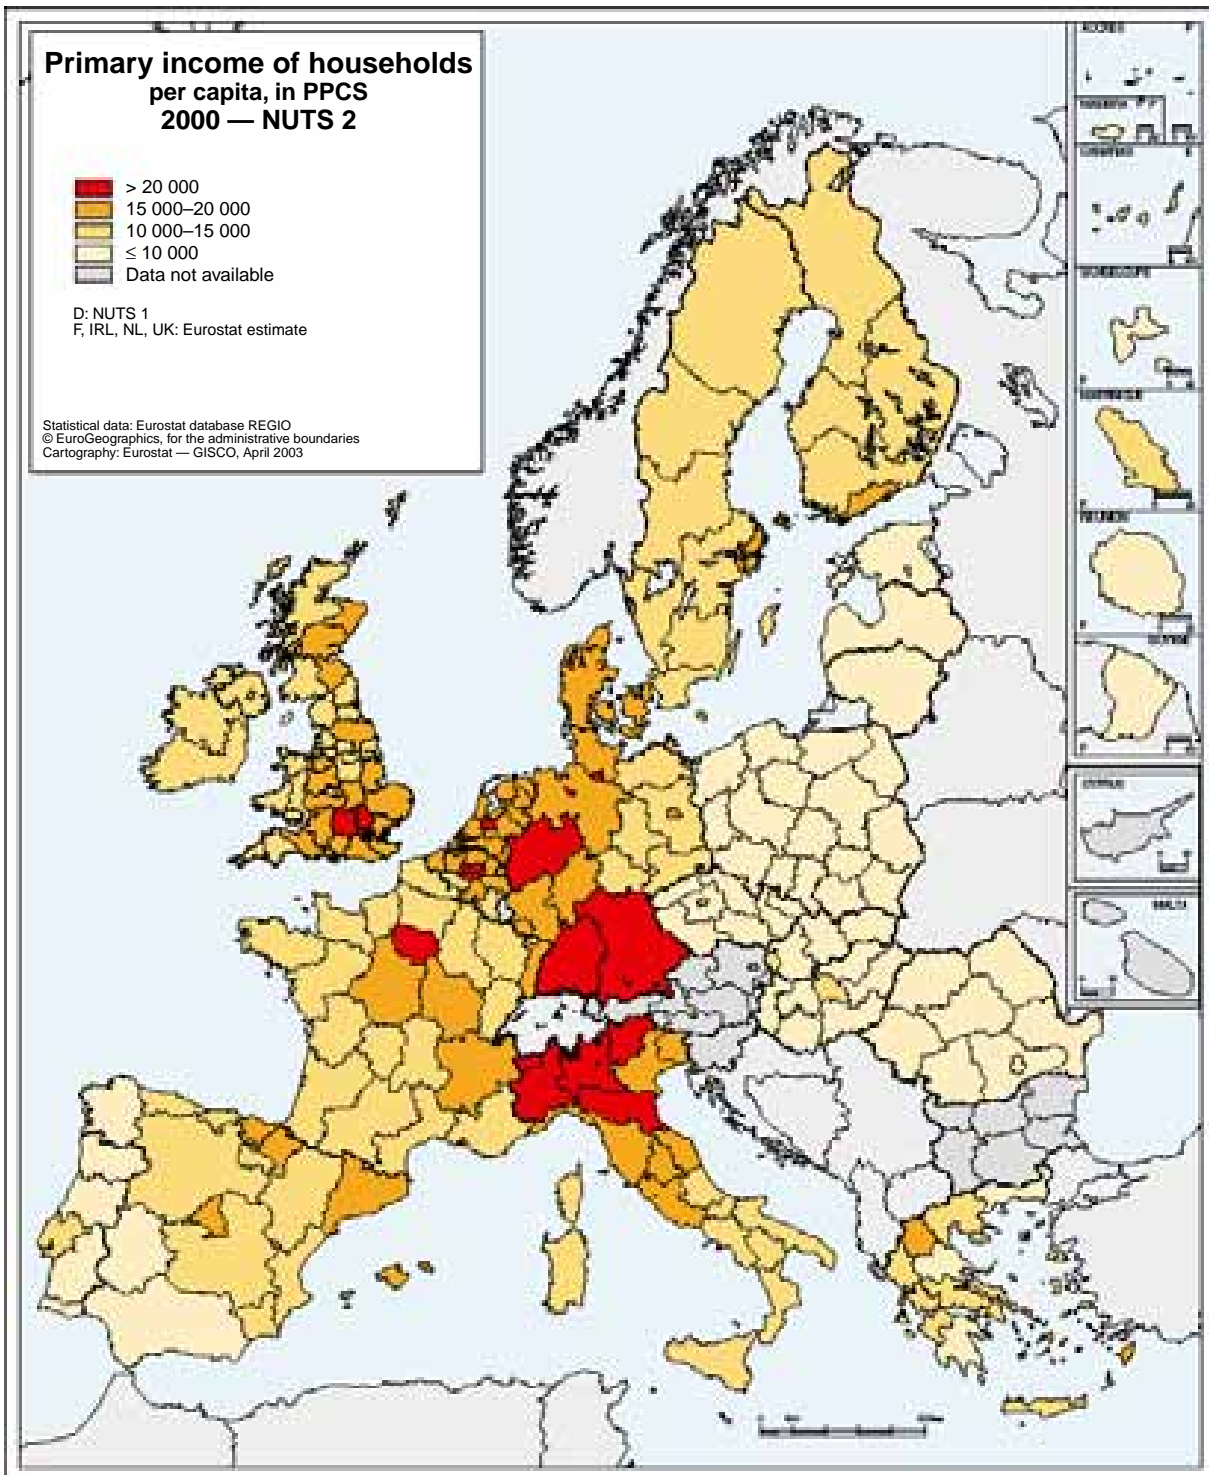 Primary income of households
per capita, in PPCS
2000 — NUTS 2
> 20 000
15 000–20 000
10 000–15 000
≤ 10 000
Data not available
D: NUTS 1
F, IRL, NL, UK: Eurostat estimate
Statistical data: Eurostat database REGIO
© EuroGeographics, for the administrative boundaries
Cartography: Eurostat — GISCO, April 2003